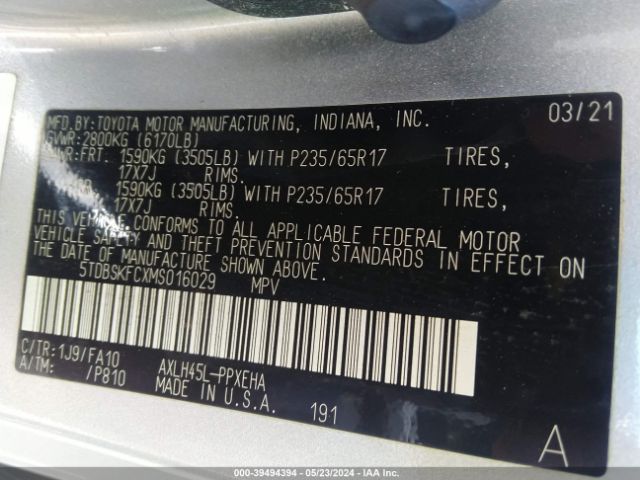 MFD.BY:TOYOTA MOTOR MANUFACTURING, INDIANA, INC. 03/21
GVWR:2800KG (6170LB)
WR:FRT. 1590KG (3505LB) WITH P235/65R17 TIRES,
17X7J RIMS.
RR. 1590KG (3505LB) WITH P235/65R17 TIRES,
17X7J RIMS.
THIS VEHICLE CONFORMS TO ALL APPLICABLE FEDERAL MOTOR
VEHICLE SAFETY AND THEFT PREVENTION STANDARDS IN EFFECT ON
THE DATE OF MANUFACTURE SHOWN ABOVE.
5TDBSKFCXMS016029 MPV
C/TR:1J9/FA10 AXLH45L-PPXEHA
A/TM: /P810 MADE IN U.S.A. 191 A
000-39494394 - 05/23/2024 - IAA Inc.